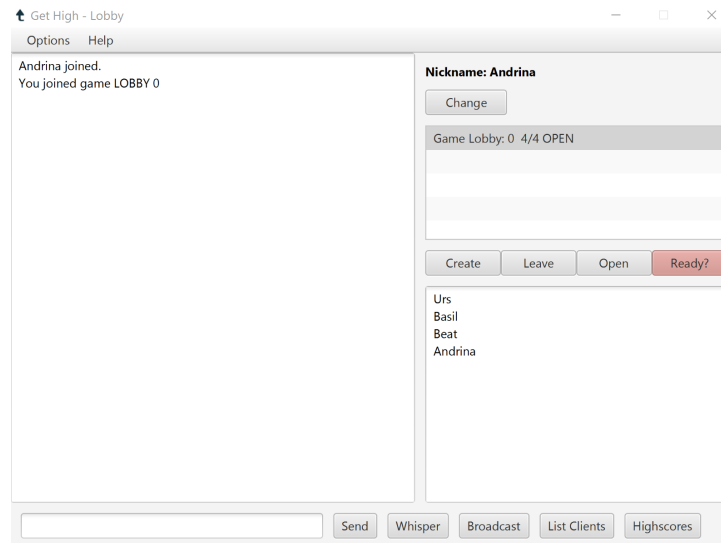 Get High - Lobby
Options Help
Andrina joined.
You joined game LOBBY 0
Nickname: Andrina
Change
Game Lobby: 0 4/4 OPEN
Create Leave Open Ready?
Urs
Basil
Beat
Andrina
Send Whisper Broadcast List Clients Highscores